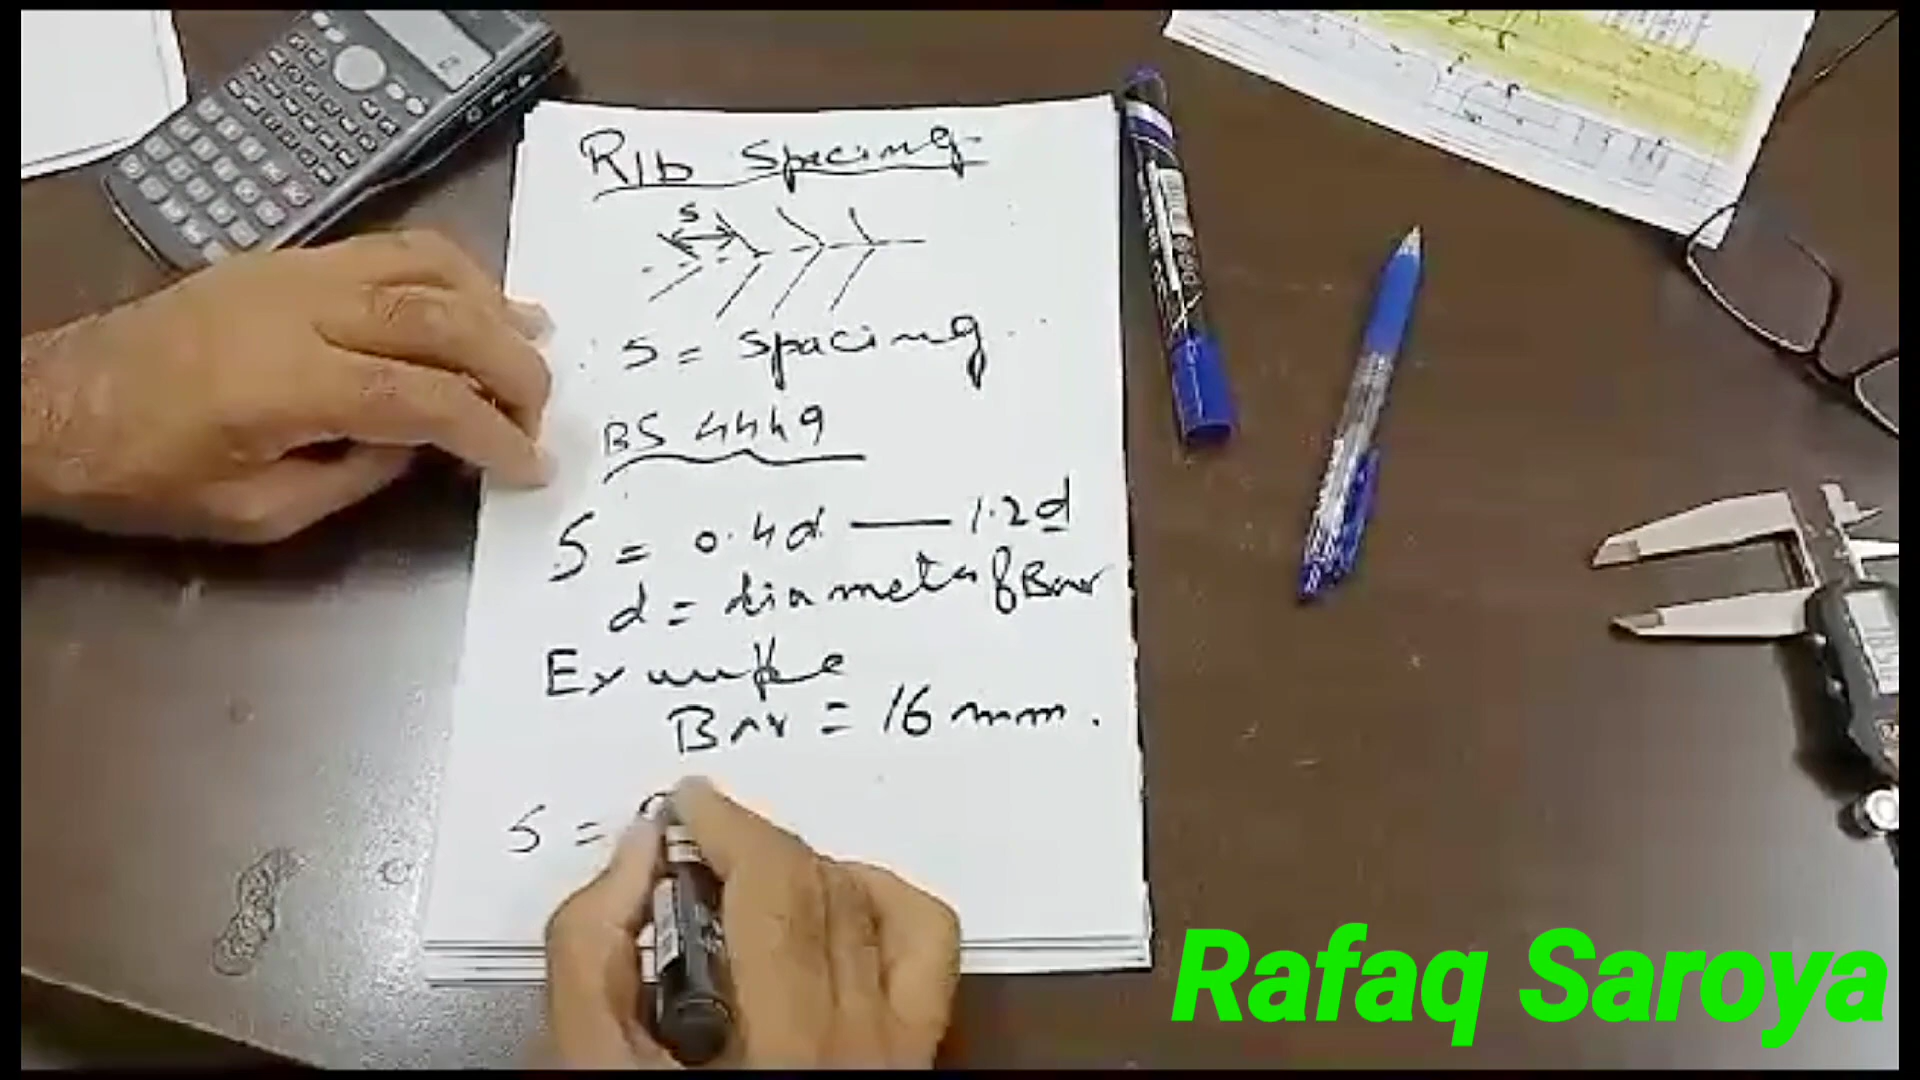 Rib Spacing
S
S = Spacing
BS 4449
S = 0.4d — 1.2d
d = diameter of Bar
Example
Bar = 16 mm.
S =
Rafaq Saroya